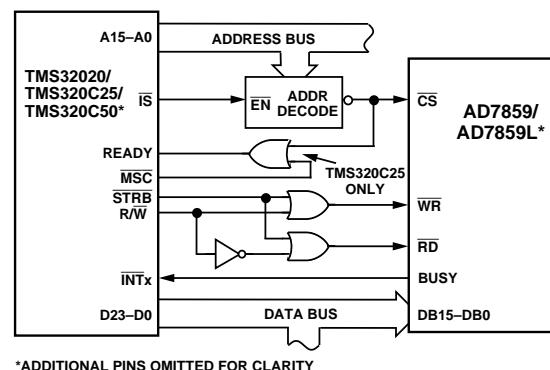 A15–A0
ADDRESS BUS
TMS32020/
TMS320C25/
TMS320C50*
IS
EN
ADDR
DECODE
CS
AD7859/
AD7859L*
READY
TMS320C25
ONLY
MSC
STRB
R/W
WR
RD
INTx
BUSY
D23–D0
DATA BUS
DB15–DB0
*ADDITIONAL PINS OMITTED FOR CLARITY